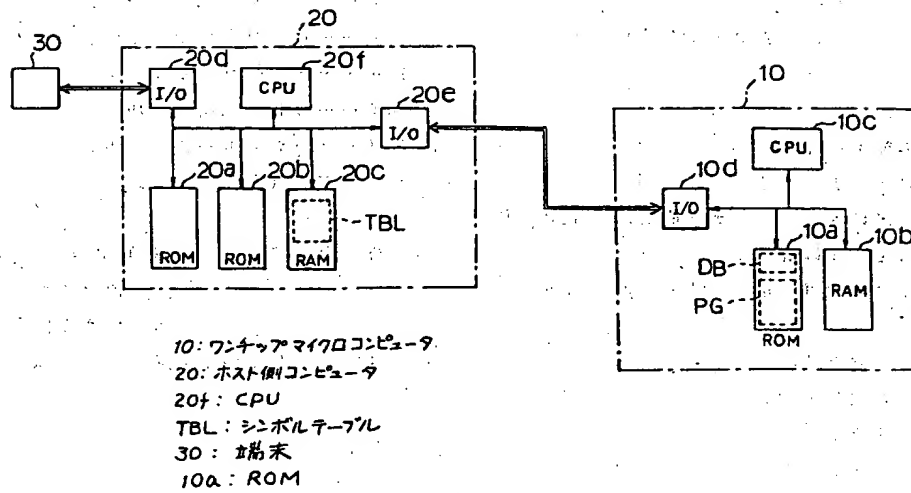 20
30
20d
20f
I/O
CPU
20e
I/O
20a
20b
20c
TBL
ROM
ROM
RAM
10
10c
CPU
10d
I/O
10a
10b
DB
PG
RAM
ROM
10:ワンチップマイクロコンピュータ
20:ホスト側コンピュータ
20f: CPU
TBL:シンボルテーブル
30: 端末
10a: ROM